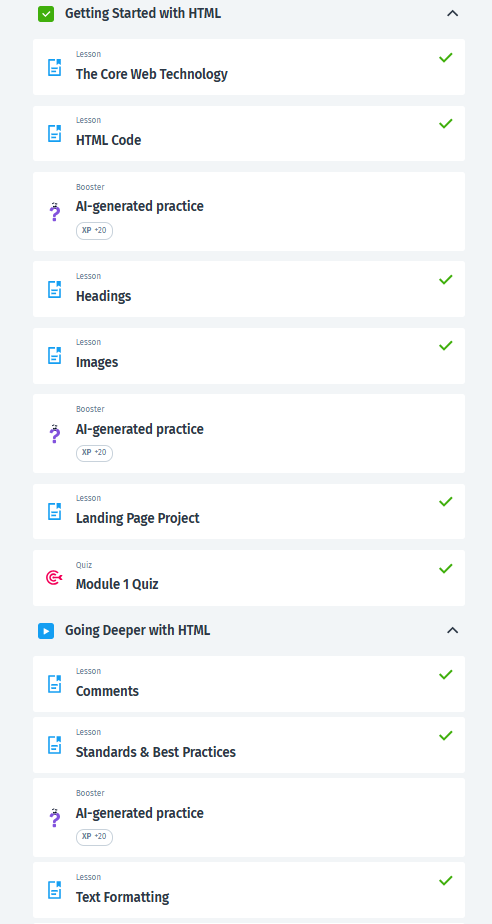 Getting Started with HTML
Lesson
The Core Web Technology
Lesson
HTML Code
Booster
AI-generated practice
XP +20
Lesson
Headings
Lesson
Images
Booster
AI-generated practice
XP +20
Lesson
Landing Page Project
Quiz
Module 1 Quiz
Going Deeper with HTML
Lesson
Comments
Lesson
Standards & Best Practices
Booster
AI-generated practice
XP +20
Lesson
Text Formatting